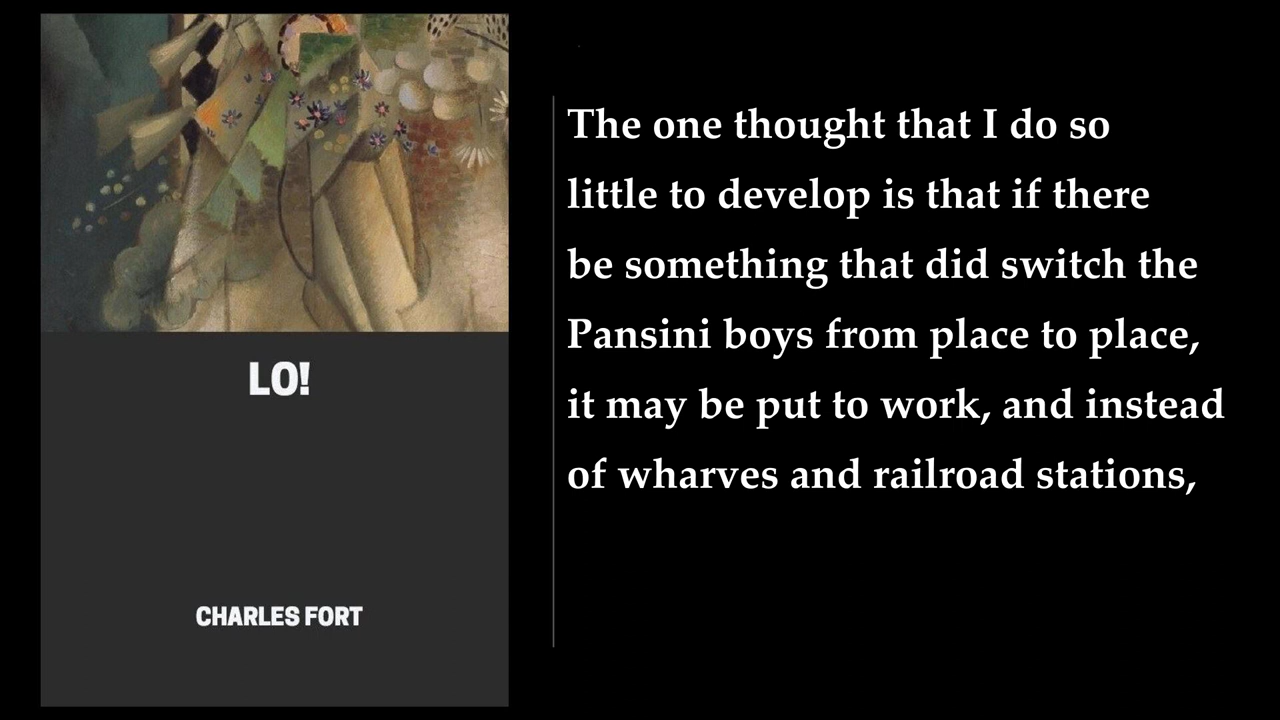 LO!
CHARLES FORT
The one thought that I do so
little to develop is that if there
be something that did switch the
Pansini boys from place to place,
it may be put to work, and instead
of wharves and railroad stations,